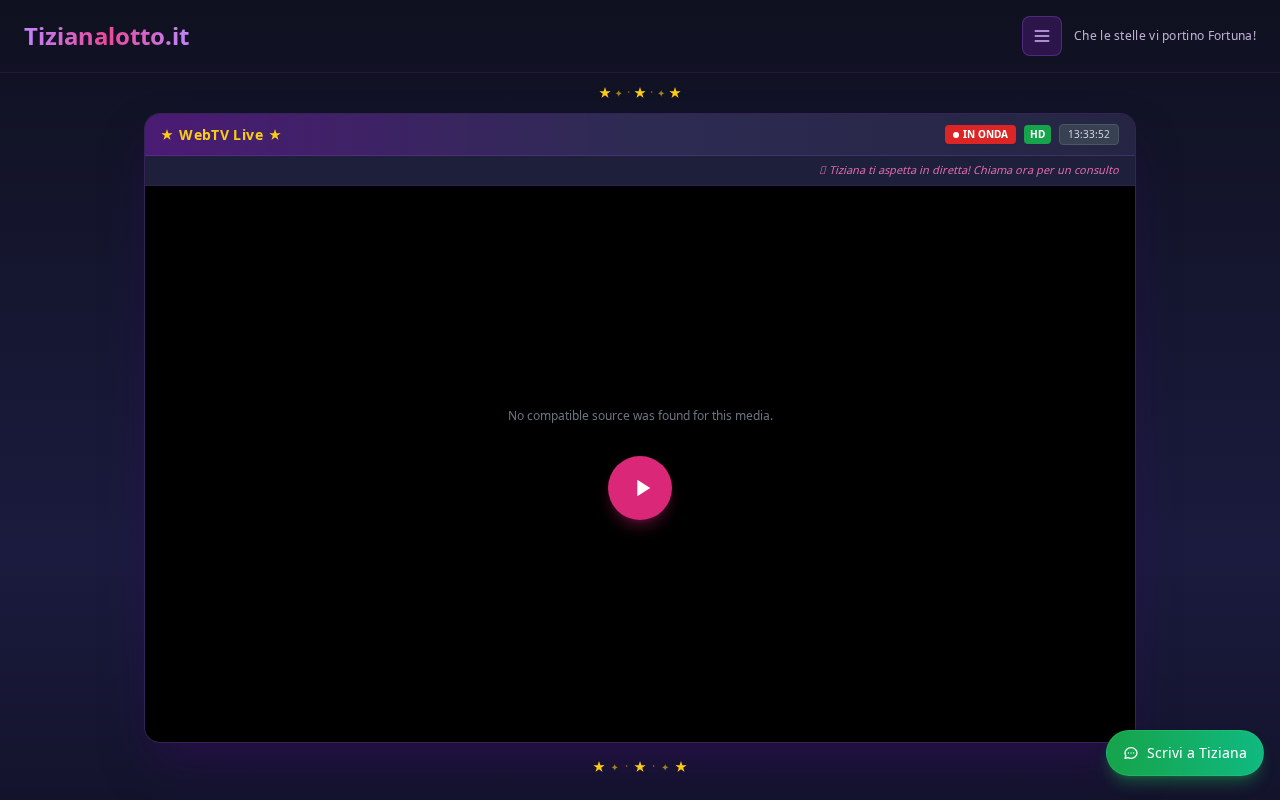 Tizianalotto.it
Che le stelle vi portino Fortuna!
★ WebTV Live ★
IN ONDA
HD
13:33:52
Tiziana ti aspetta in diretta! Chiama ora per un consulto
No compatible source was found for this media.
Scrivi a Tiziana